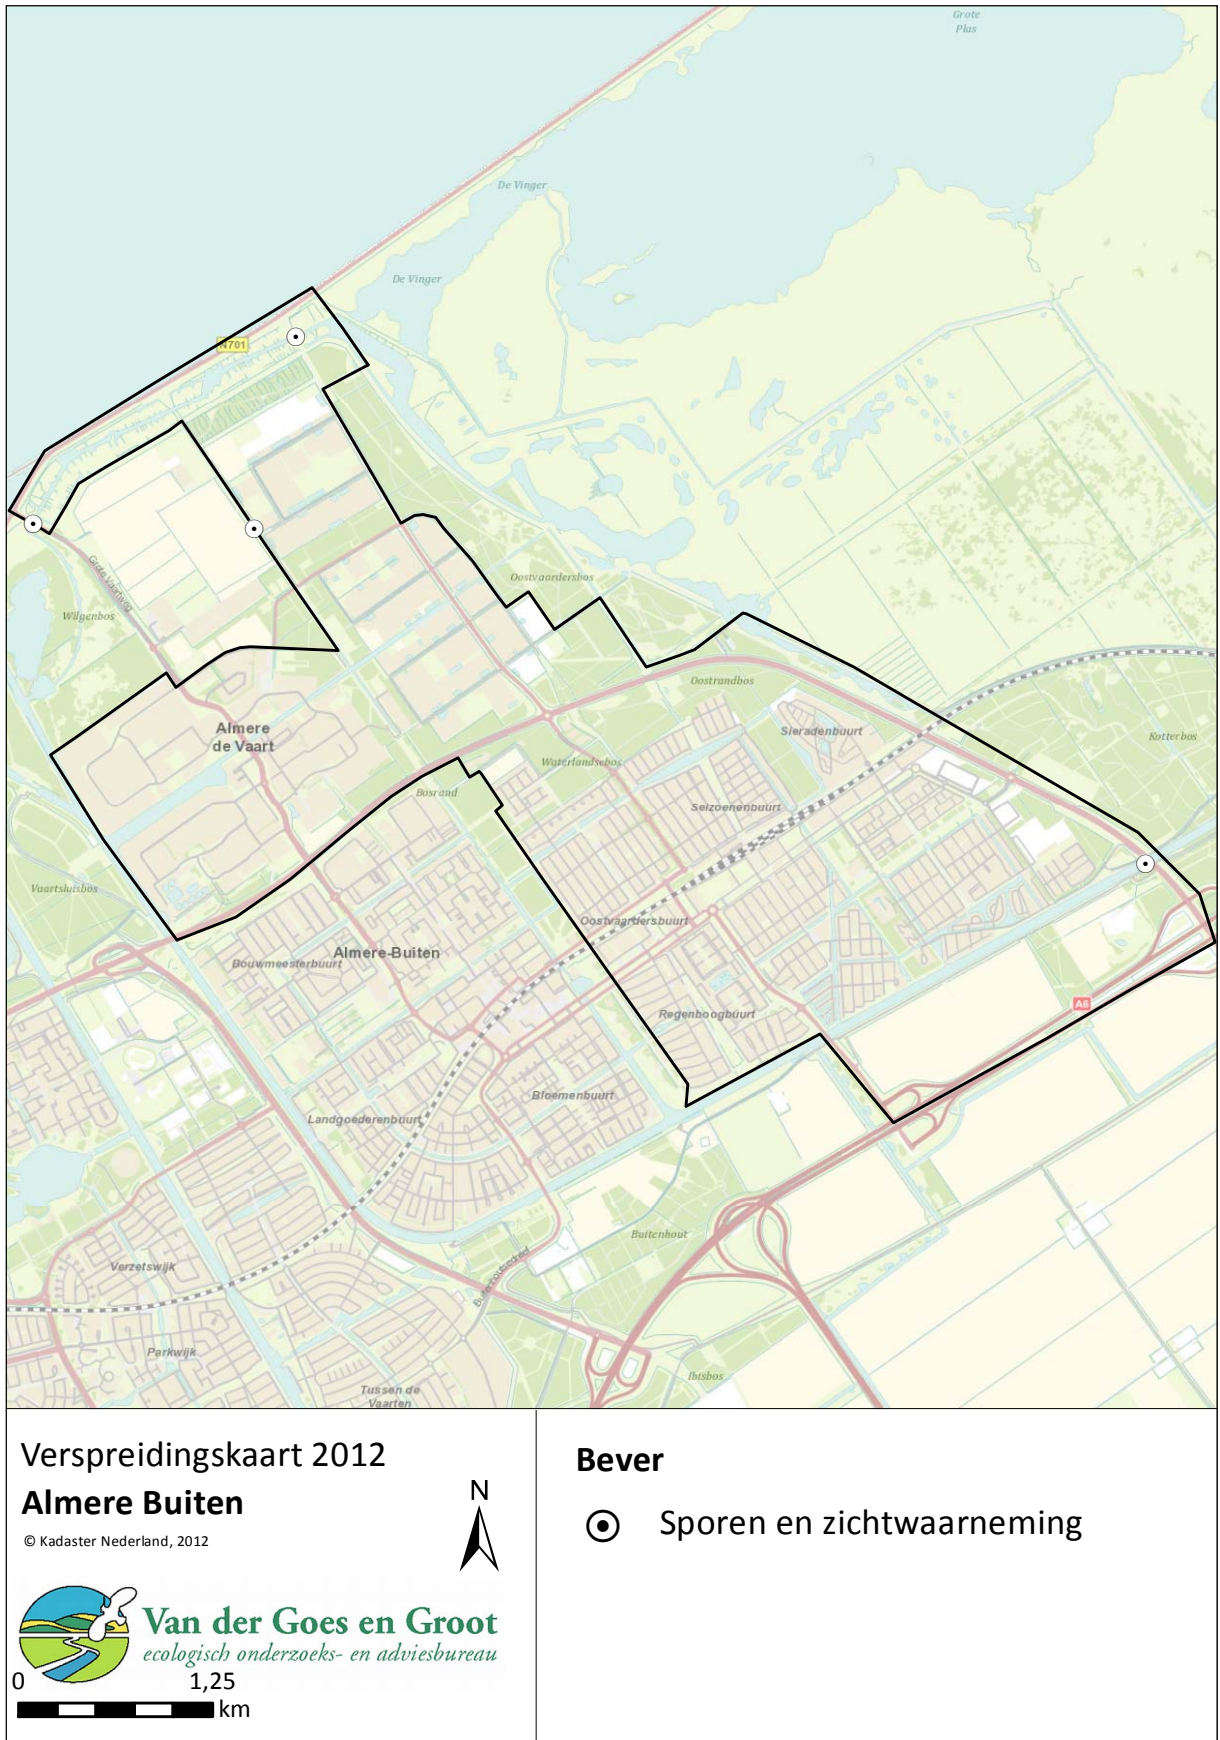 Grote
Plas
De Vinger
De Vinger
N701
Oostvaardersbos
Grote Vaartweg
Wilgenbos
Oostrandbos
Almere
de Vaart
Sieradenbuurt
Kotterbos
Waterlandsebos
Bosrand
Seizoenenbuurt
Vaartsluisbos
Oostvaardersbuurt
Almere-Buiten
Bouwmeesterbuurt
A6
Regenboogbuurt
Bloemenbuurt
Landgoederenbuurt
Buitenhout
Verzetswijk
Parkwijk
Ibisbos
Tussen de
Vaarten
Verspreidingskaart 2012
Almere Buiten
© Kadaster Nederland, 2012
N
Van der Goes en Groot
ecologisch onderzoeks- en adviesbureau
0 1,25
km
Bever
Sporen en zichtwaarneming